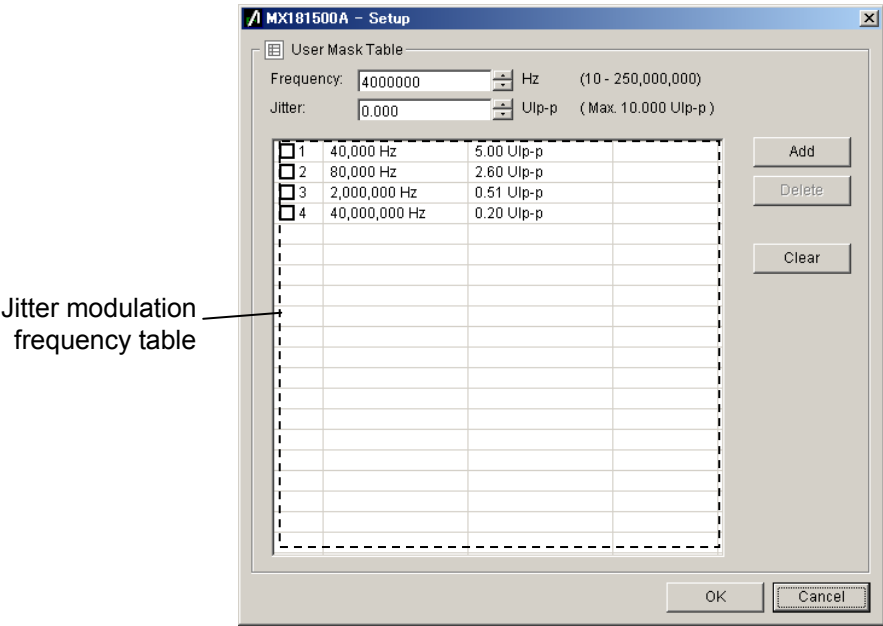 MX181500A - Setup
User Mask Table
Frequency: 4000000 Hz (10 - 250,000,000)
Jitter: 0.000 UIp-p ( Max. 10.000 UIp-p )
1 40,000 Hz 5.00 UIp-p
2 80,000 Hz 2.60 UIp-p
3 2,000,000 Hz 0.51 UIp-p
4 40,000,000 Hz 0.20 UIp-p
Add
Delete
Clear
Jitter modulation
frequency table
OK Cancel